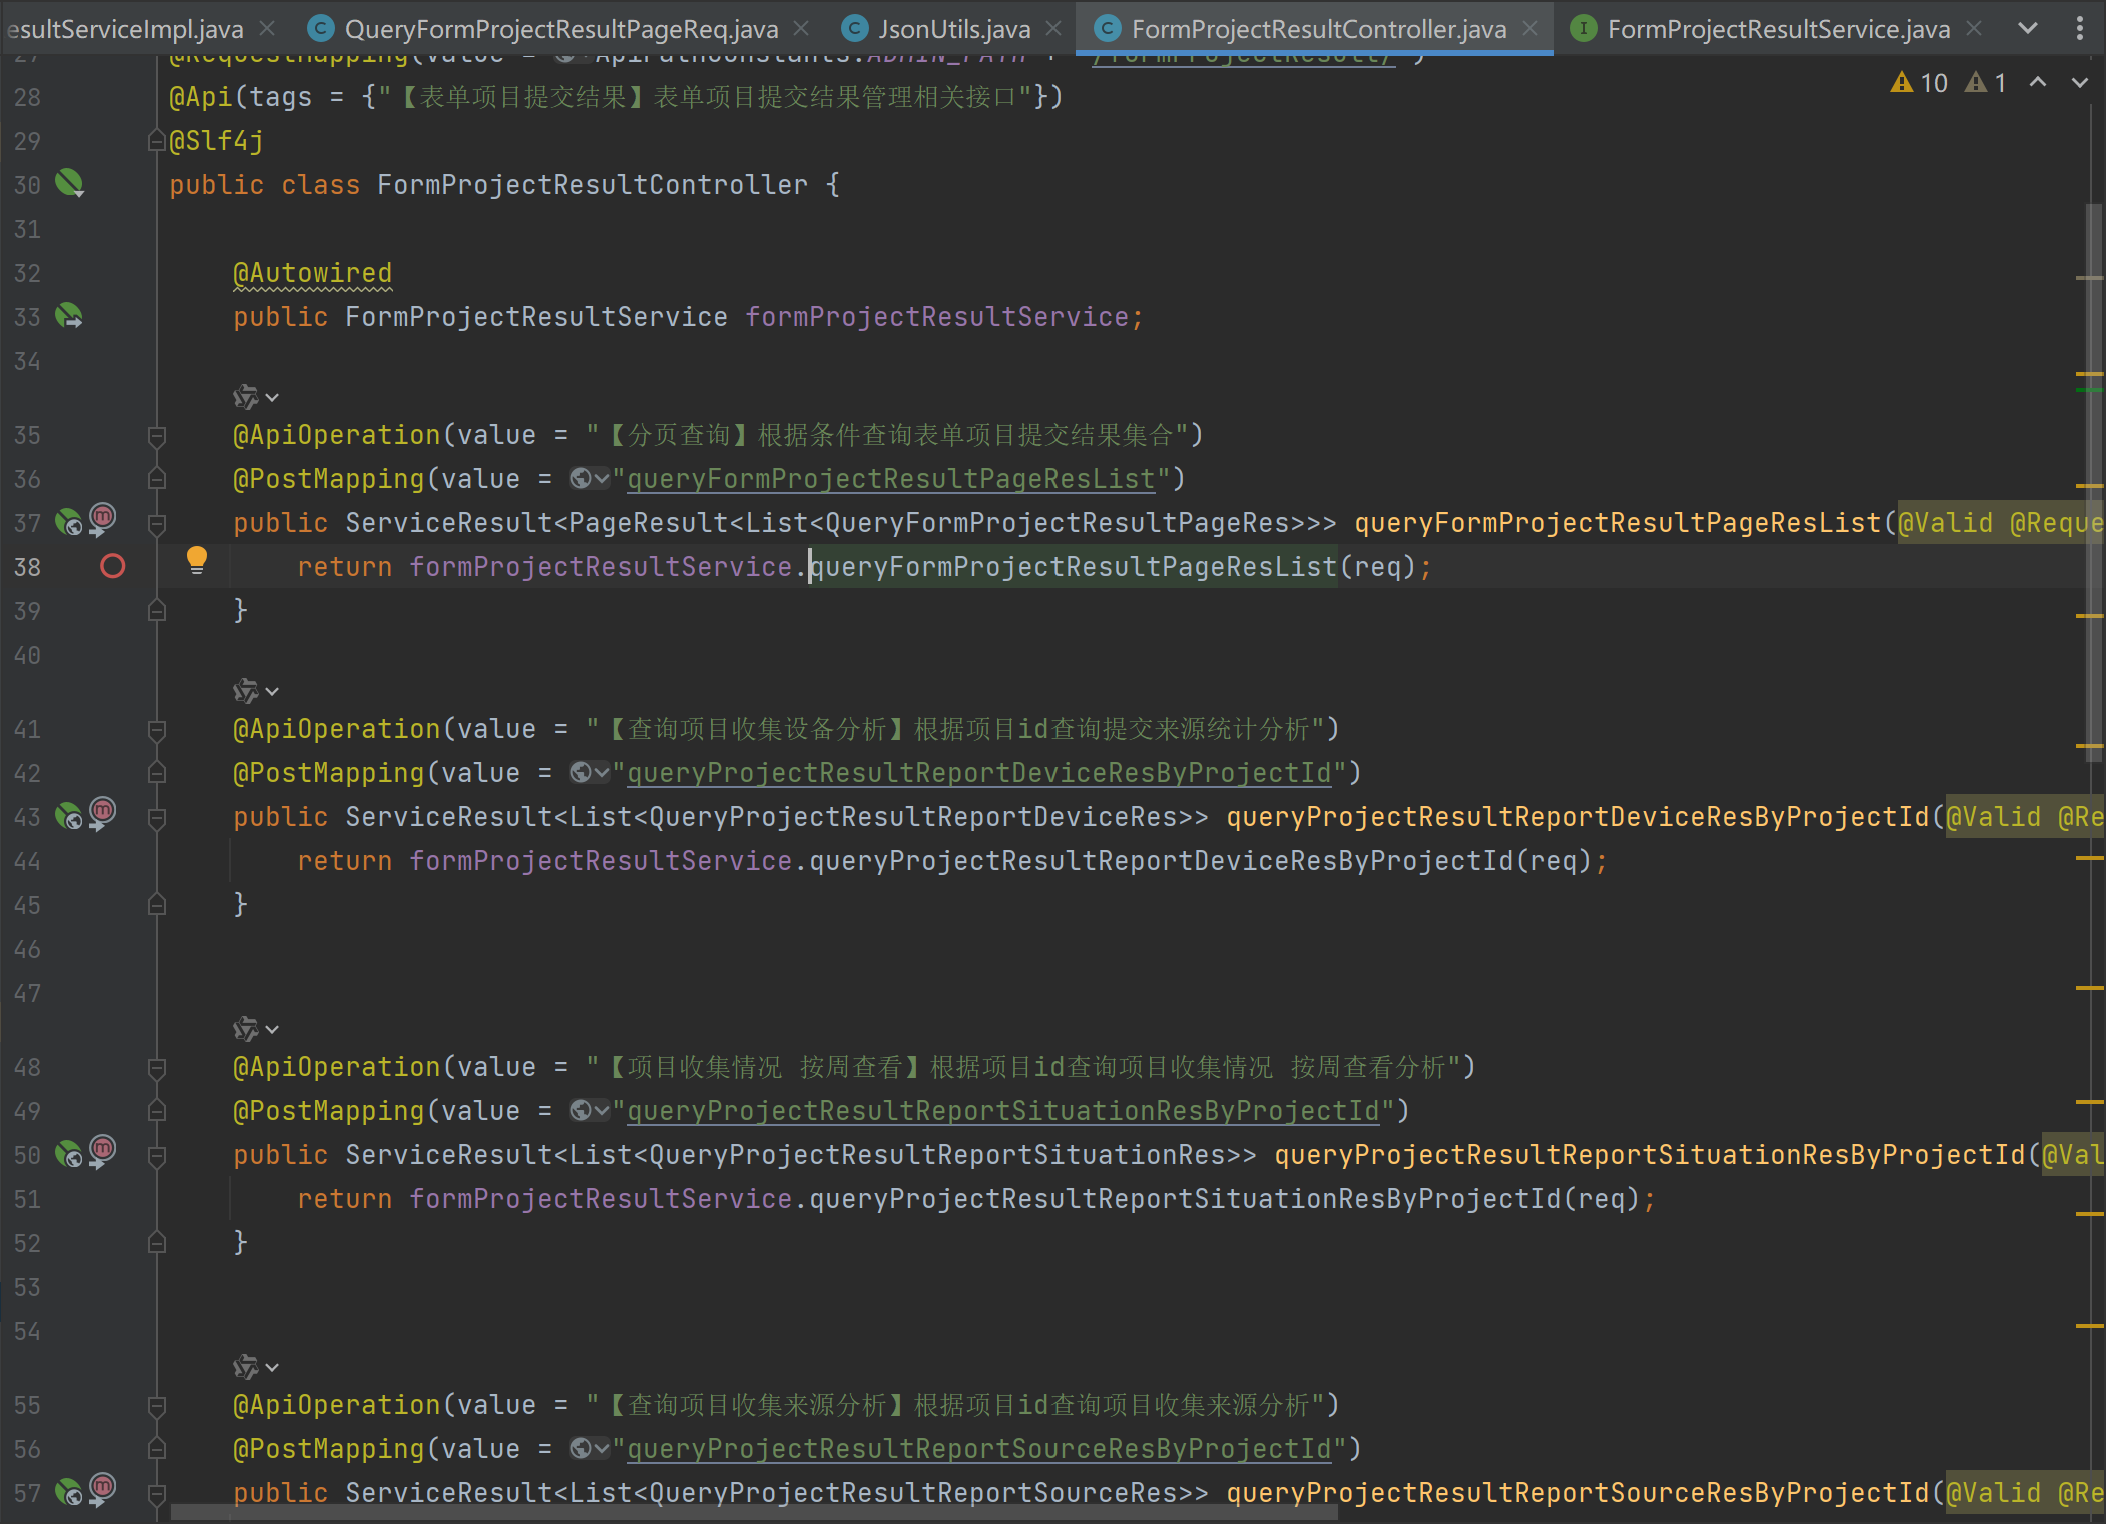 esultServiceImpl.java QueryFormProjectResultPageReq.java JsonUtils.java FormProjectResultController.java FormProjectResultService.java
27 @RequestMapping(value = ApiPathConstants.ADMIN_PATH + "/formProjectResult/")
28 @Api(tags = {"【表单项目提交结果】表单项目提交结果管理相关接口"}) 10 1
29 @Slf4j
30 public class FormProjectResultController {
31
32 @Autowired
33 public FormProjectResultService formProjectResultService;
34
35 @ApiOperation(value = "【分页查询】根据条件查询表单项目提交结果集合")
36 @PostMapping(value = "queryFormProjectResultPageResList")
37 public ServiceResult<PageResult<List<QueryFormProjectResultPageRes>>> queryFormProjectResultPageResList(@Valid @Reque
38 return formProjectResultService.queryFormProjectResultPageResList(req);
39 }
40
41 @ApiOperation(value = "【查询项目收集设备分析】根据项目id查询提交来源统计分析")
42 @PostMapping(value = "queryProjectResultReportDeviceResByProjectId")
43 public ServiceResult<List<QueryProjectResultReportDeviceRes>> queryProjectResultReportDeviceResByProjectId(@Valid @Re
44 return formProjectResultService.queryProjectResultReportDeviceResByProjectId(req);
45 }
46
47
48 @ApiOperation(value = "【项目收集情况 按周查看】根据项目id查询项目收集情况 按周查看分析")
49 @PostMapping(value = "queryProjectResultReportSituationResByProjectId")
50 public ServiceResult<List<QueryProjectResultReportSituationRes>> queryProjectResultReportSituationResByProjectId(@Val
51 return formProjectResultService.queryProjectResultReportSituationResByProjectId(req);
52 }
53
54
55 @ApiOperation(value = "【查询项目收集来源分析】根据项目id查询项目收集来源分析")
56 @PostMapping(value = "queryProjectResultReportSourceResByProjectId")
57 public ServiceResult<List<QueryProjectResultReportSourceRes>> queryProjectResultReportSourceResByProjectId(@Valid @Re